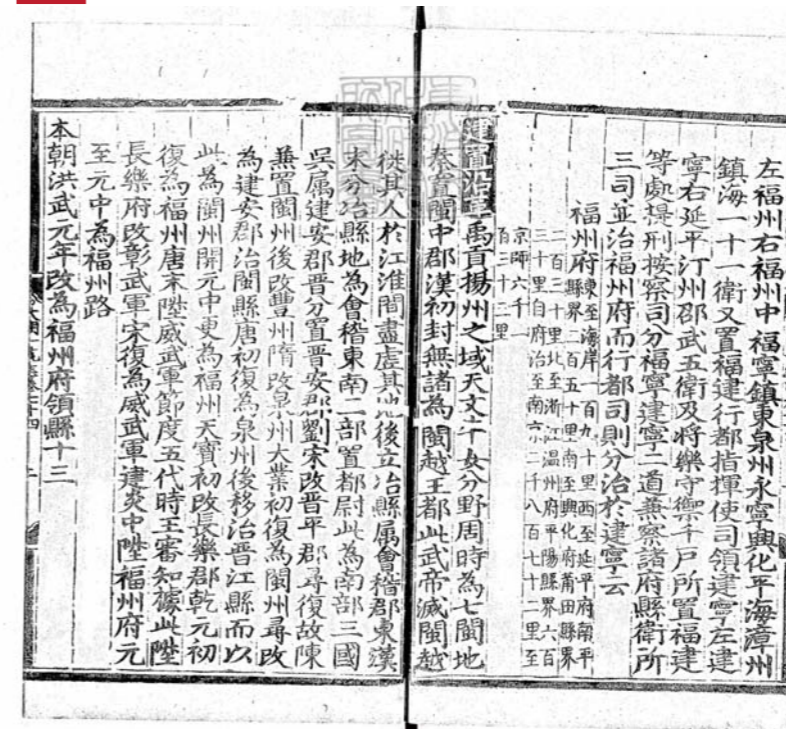 左福州右福州中福寧鎮東泉州永寧興化平海漳州
鎮海一十一衛又置福建行都指揮使司領建寧左建
寧右延平汀州邵武五衛及將樂守禦千戶所置福建
等處提刑按察司分福寧建寧二道兼察諸府縣衛所
三司並治福州府而行都司則分治於建寧云
福州府
東至海岸一百九十里西至延平府南平
縣界二百五十里南至興化府莆田縣界
二百三十里北至浙江溫州府平陽縣界六百
三十里自府治至南京二千八百七十二里至
京師六千一
百三十二里
建置沿革禹貢揚州之域天文牛女分野周時為七閩地
秦置閩中郡漢初封無諸為閩越王都此武帝滅閩越
徙其人於江淮間盡虛其地後立冶縣屬會稽郡東漢
末分冶縣地為會稽東南二部置都尉此為南部三國
吳屬建安郡晉分置晉安郡劉宋改晉平郡尋復故陳
兼置閩州後改豐州隋改泉州大業初復為閩州尋改
為建安郡治閩縣唐初復為泉州後移治晉江縣而以
此為閩州開元中更為福州天寶初改長樂郡乾元初
復為福州唐末陞威武軍節度五代時王審知據此陞
長樂府改彰武軍宋復為威武軍建炎中陞福州府元
至元中為福州路
本朝洪武元年改為福州府領縣十三
大明一統志卷七十四